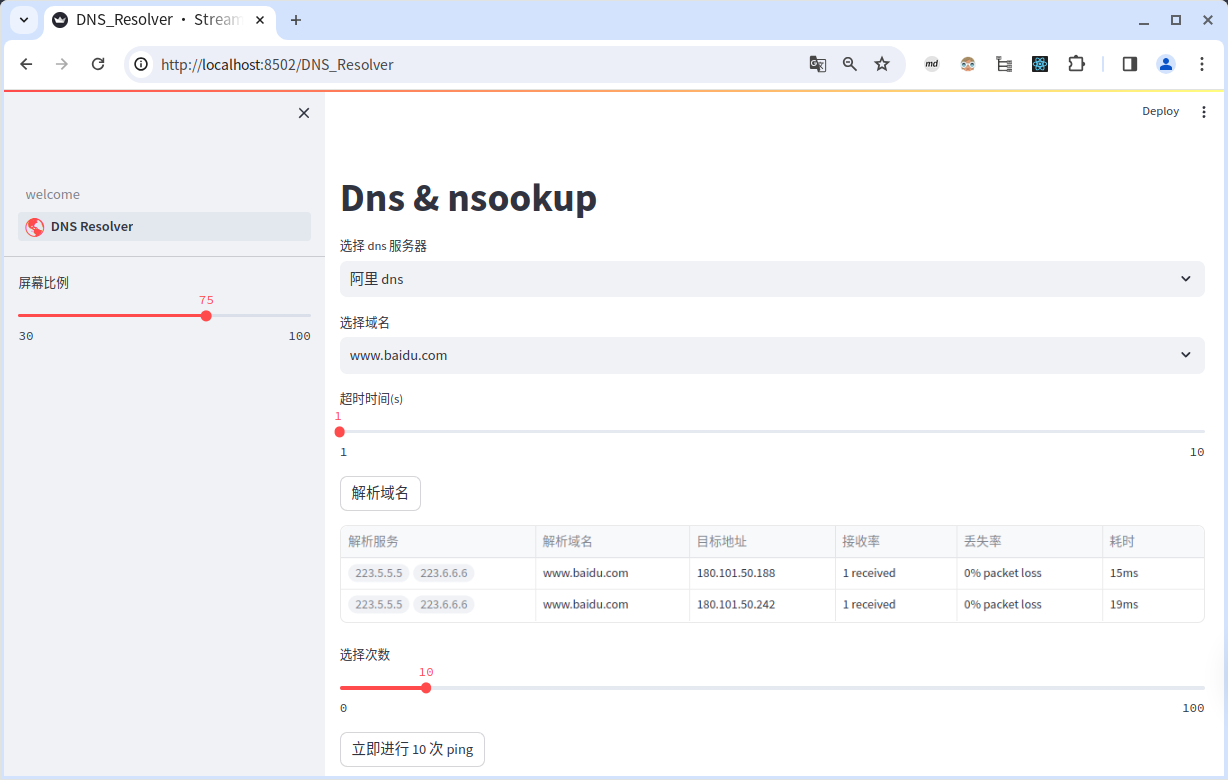 DNS_Resolver • Stream
http://localhost:8502/DNS_Resolver
md
Deploy
welcome
DNS Resolver
屏幕比例
75
30 100
Dns & nsookup
选择 dns 服务器
阿里 dns
选择域名
www.baidu.com
超时时间(s)
1
1 10
解析域名
解析服务 解析域名 目标地址 接收率 丢失率 耗时
223.5.5.5 223.6.6.6 www.baidu.com 180.101.50.188 1 received 0% packet loss 15ms
223.5.5.5 223.6.6.6 www.baidu.com 180.101.50.242 1 received 0% packet loss 19ms
选择次数
10
0 100
立即进行 10 次 ping